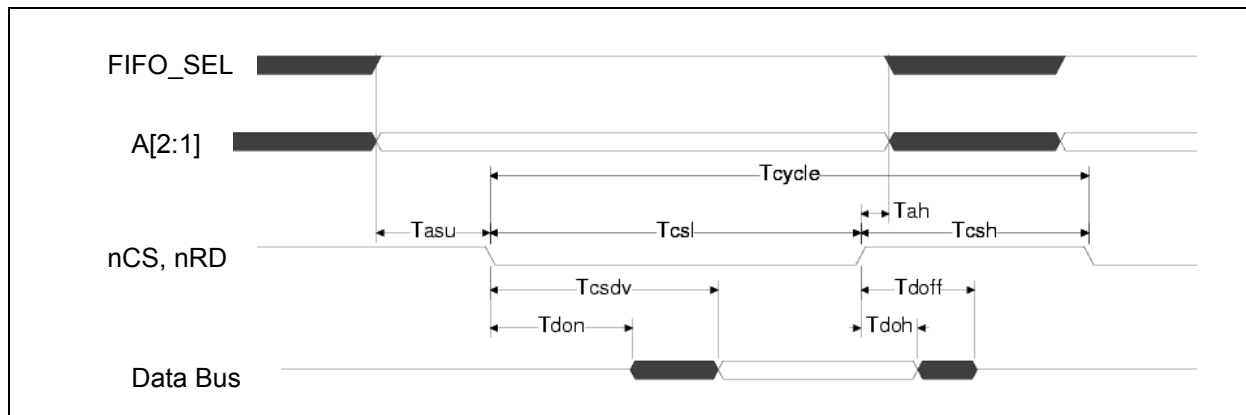 FIFO_SEL
A[2:1]
Tcycle
Tah
Tasu
Tcsl
Tcsh
nCS, nRD
Tcsdv
Tdoff
Tdon
Tdoh
Data Bus